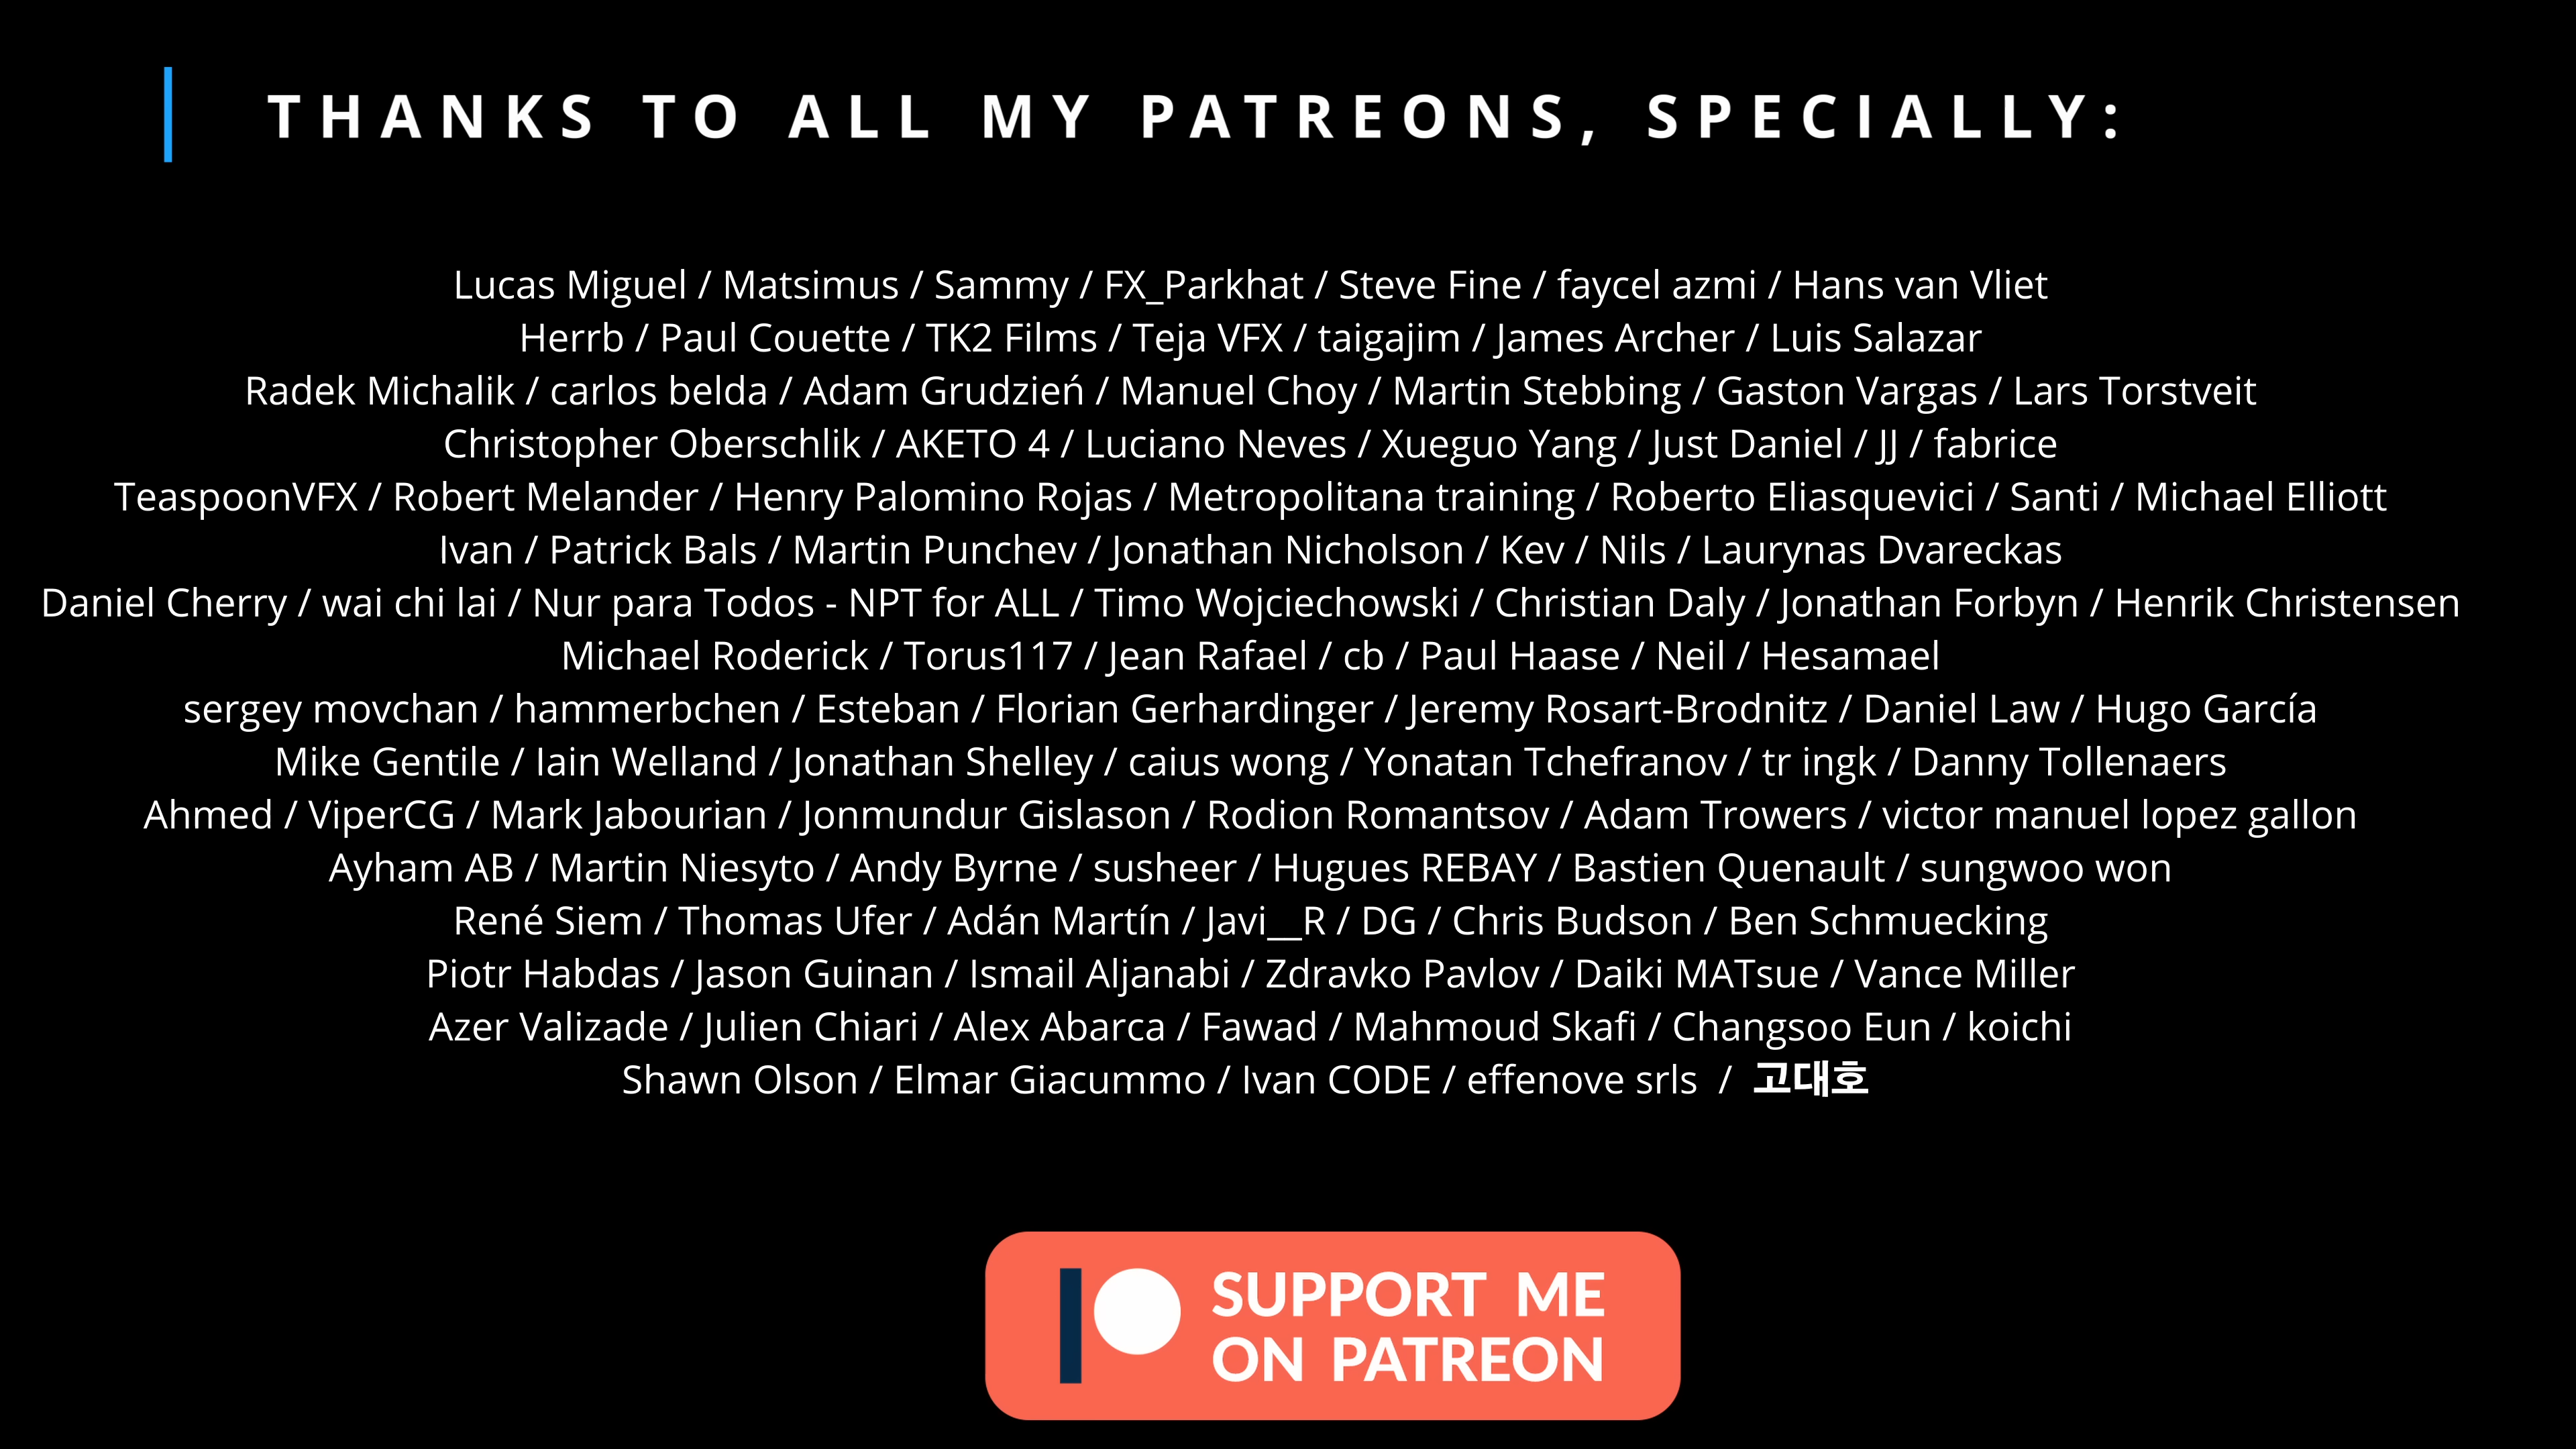 THANKS TO ALL MY PATREONS, SPECIALLY:
Lucas Miguel / Matsimus / Sammy / FX_Parkhat / Steve Fine / faycel azmi / Hans van Vliet
Herrb / Paul Couette / TK2 Films / Teja VFX / taigajim / James Archer / Luis Salazar
Radek Michalik / carlos belda / Adam Grudzień / Manuel Choy / Martin Stebbing / Gaston Vargas / Lars Torstveit
Christopher Oberschlik / AKETO 4 / Luciano Neves / Xueguo Yang / Just Daniel / JJ / fabrice
TeaspoonVFX / Robert Melander / Henry Palomino Rojas / Metropolitana training / Roberto Eliasquevici / Santi / Michael Elliott
Ivan / Patrick Bals / Martin Punchev / Jonathan Nicholson / Kev / Nils / Laurynas Dvareckas
Daniel Cherry / wai chi lai / Nur para Todos - NPT for ALL / Timo Wojciechowski / Christian Daly / Jonathan Forbyn / Henrik Christensen
Michael Roderick / Torus117 / Jean Rafael / cb / Paul Haase / Neil / Hesamael
sergey movchan / hammerbchen / Esteban / Florian Gerhardinger / Jeremy Rosart-Brodnitz / Daniel Law / Hugo García
Mike Gentile / Iain Welland / Jonathan Shelley / caius wong / Yonatan Tchefranov / tr ingk / Danny Tollenaers
Ahmed / ViperCG / Mark Jabourian / Jonmundur Gislason / Rodion Romantsov / Adam Trowers / victor manuel lopez gallon
Ayham AB / Martin Niesyto / Andy Byrne / susheer / Hugues REBAY / Bastien Quenault / sungwoo won
René Siem / Thomas Ufer / Adán Martín / Javi__R / DG / Chris Budson / Ben Schmuecking
Piotr Habdas / Jason Guinan / Ismail Aljanabi / Zdravko Pavlov / Daiki MATsue / Vance Miller
Azer Valizade / Julien Chiari / Alex Abarca / Fawad / Mahmoud Skafi / Changsoo Eun / koichi
Shawn Olson / Elmar Giacummo / Ivan CODE / effenove srls / 고대호
SUPPORT ME
ON PATREON